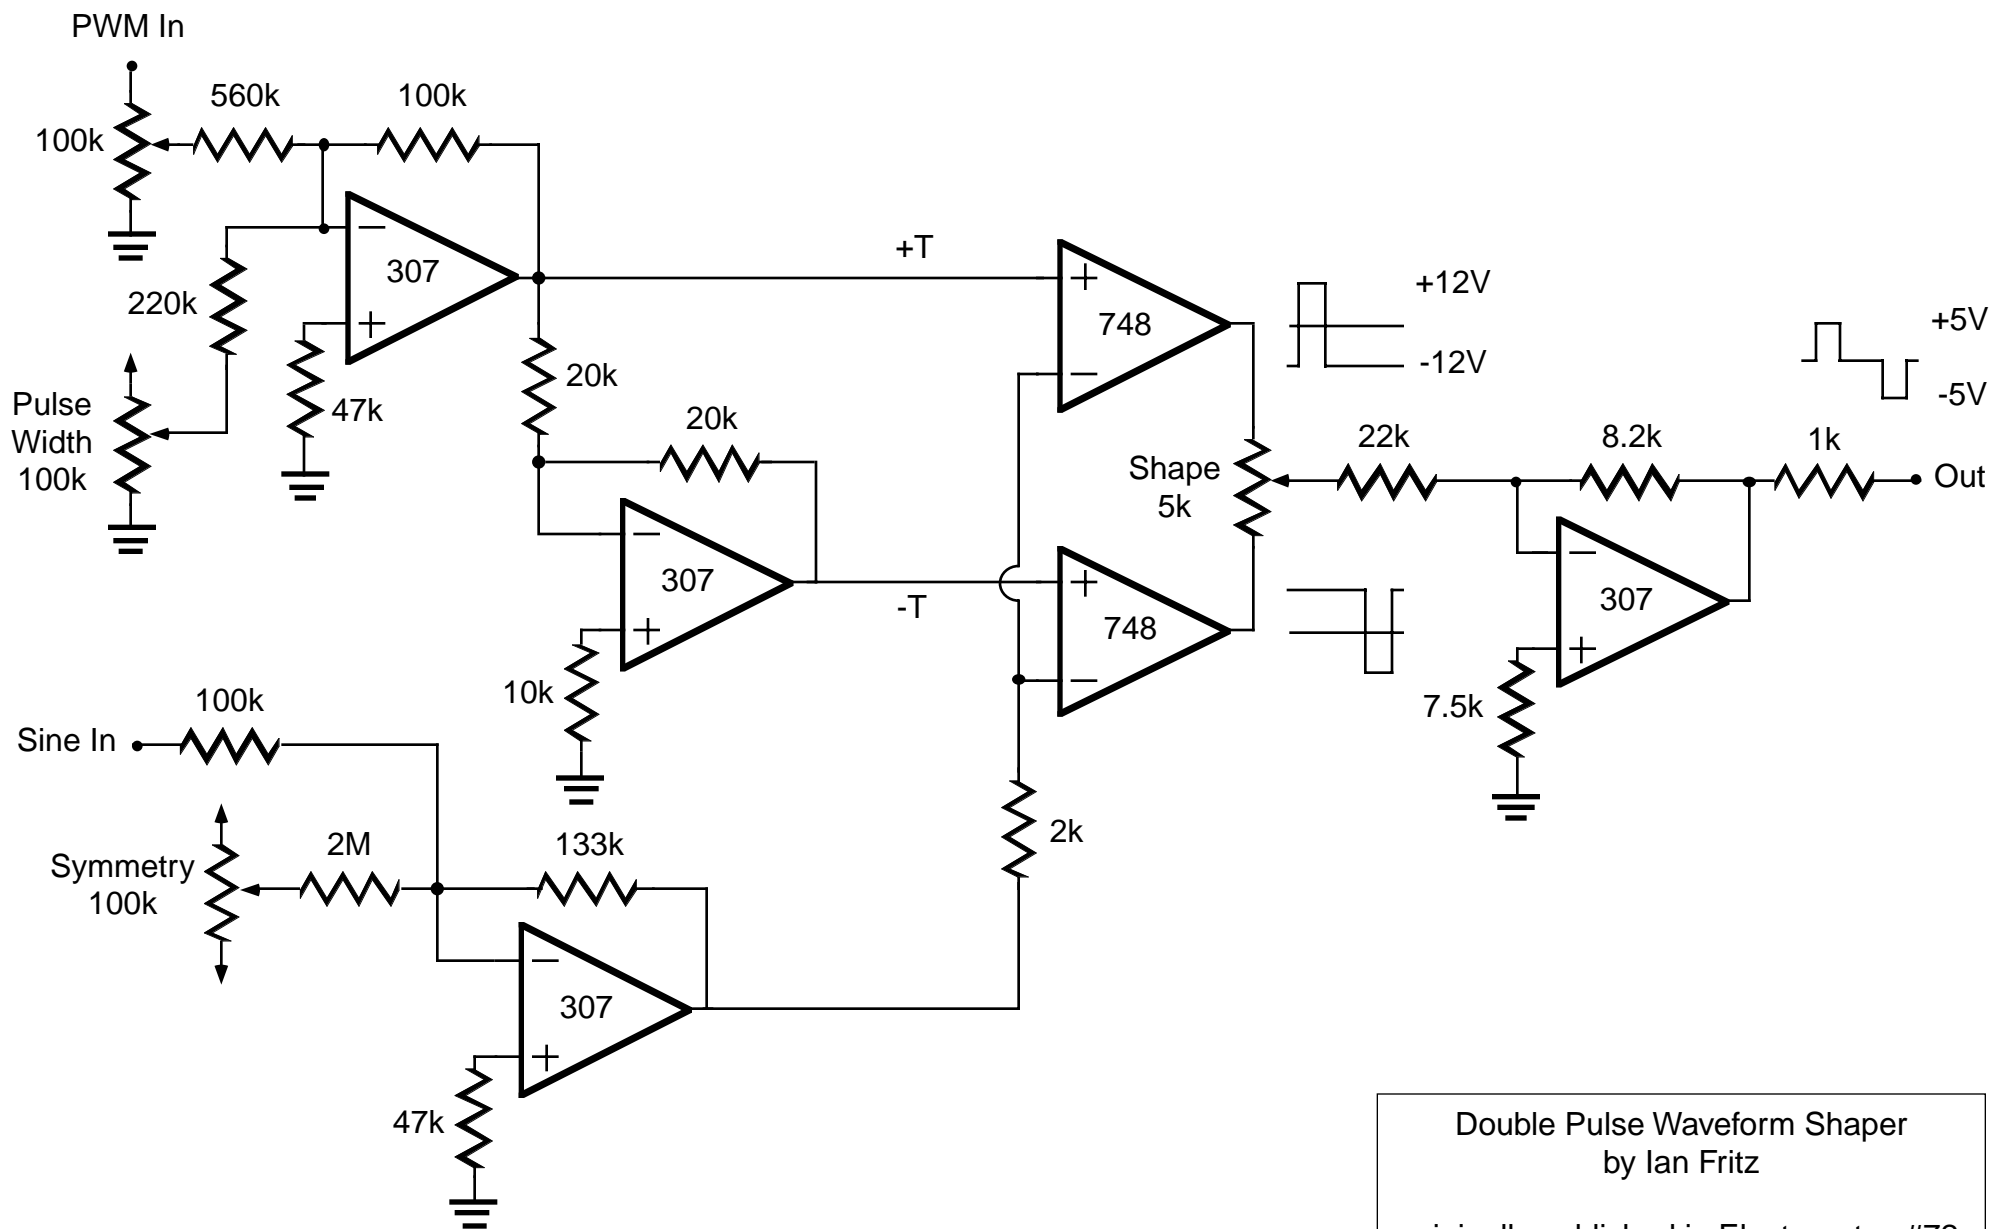 PWM In
560k
100k
100k
220k
307
47k
Pulse
Width
100k
20k
20k
+T
748
+12V
-12V
+5V
-5V
Shape
5k
22k
8.2k
1k
Out
307
-T
748
307
10k
7.5k
100k
Sine In
Symmetry
100k
2M
133k
2k
307
47k
Double Pulse Waveform Shaper
by Ian Fritz